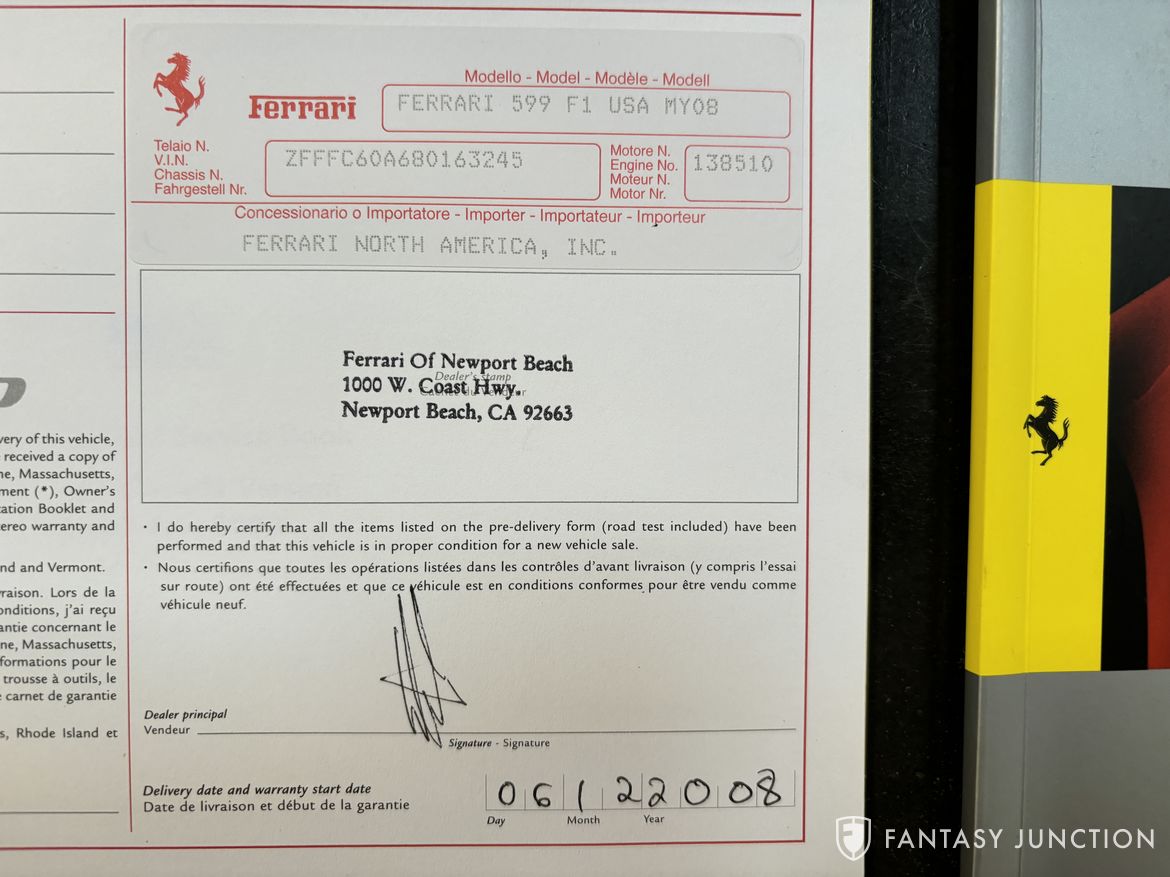 Modello - Model - Modèle - Modell
Ferrari
FERRARI 599 F1 USA MY08
Telaio N.
V.I.N.
Chassis N.
Fahrgestell Nr.
ZFFFC60A680163245
Motore N.
Engine No.
Moteur N.
Motor Nr.
138510
Concessionario o Importatore - Importer - Importateur - Importeur
FERRARI NORTH AMERICA, INC.
Ferrari Of Newport Beach
Dealer's stamp
1000 W. Coast Hwy.
Newport Beach, CA 92663
very of this vehicle,
received a copy of
ne, Massachusetts,
ment (*), Owner's
tation Booklet and
tereo warranty and
nd and Vermont.
vraison. Lors de la
onditions, j'ai reçu
antie concernant le
ne, Massachusetts,
formations pour le
trousse à outils, le
carnet de garantie
s, Rhode Island et
• I do hereby certify that all the items listed on the pre-delivery form (road test included) have been
performed and that this vehicle is in proper condition for a new vehicle sale.
• Nous certifions que toutes les opérations listées dans les contrôles d'avant livraison (y compris l'essai
sur route) ont été effectuées et que ce véhicule est en conditions conformes pour être vendu comme
véhicule neuf.
Dealer principal
Vendeur
Signature - Signature
Delivery date and warranty start date
Date de livraison et début de la garantie
06 12 2008
Day Month Year
FANTASY JUNCTION